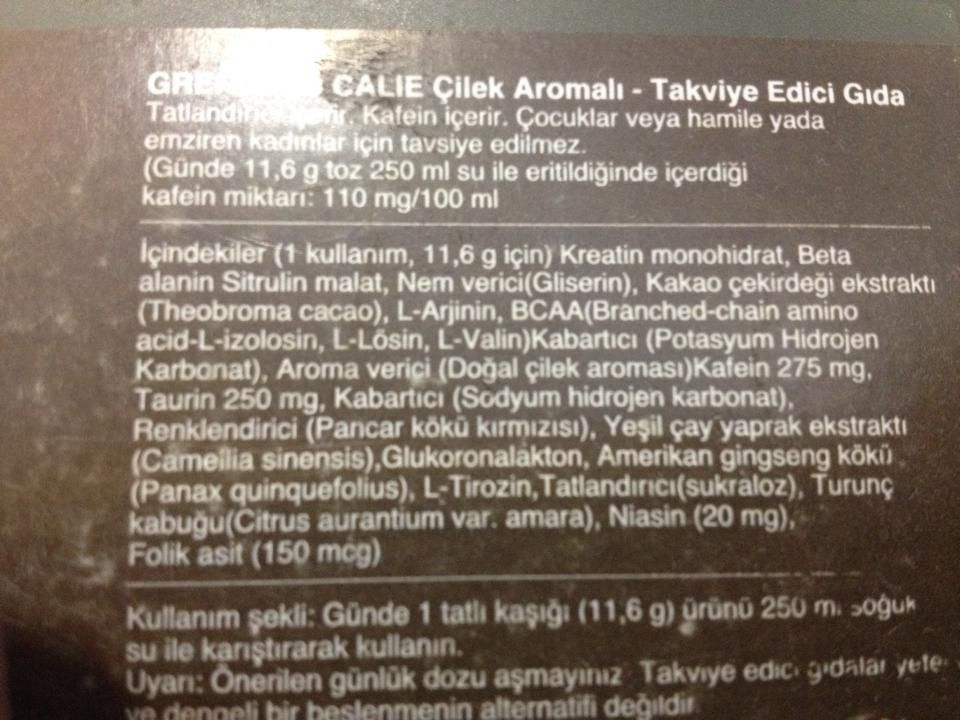 CALIE Çilek Aromalı - Takviye Edici Gıda
Kafein içerir. Çocuklar veya hamile yada
emziren kadınlar için tavsiye edilmez.
(Günde 11,6 g toz 250 ml su ile eritildiğinde içerdiği
kafein miktarı: 110 mg/100 ml
İçindekiler (1 kullanım, 11,6 g için) Kreatin monohidrat, Beta
alanin Sitrulin malat, Nem verici(Gliserin), Kakao çekirdeği ekstraktı
(Theobroma cacao), L-Arjinin, BCAA(Branched-chain amino
acid-L-izolosin, L-Lösin, L-Valin)Kabartıcı (Potasyum Hidrojen
Karbonat), Aroma verici (Doğal çilek aroması)Kafein 275 mg,
Taurin 250 mg, Kabartıcı (Sodyum hidrojen karbonat),
Renklendirici (Pancar kökü kırmızısı), Yeşil çay yaprak ekstraktı
(Camellia sinensis),Glukoronalakton, Amerikan gingseng kökü
(Panax quinquefolius), L-Tirozin,Tatlandırıcı(sukraloz), Turunç
kabuğu(Citrus aurantium var. amara), Niasin (20 mg),
Folik asit (150 mcg)
Kullanım şekli: Günde 1 tatlı kaşığı (11,6 g) ürünü 250 soğuk
su ile karıştırarak kullanın.
Uyarı: Önerilen günlük dozu aşmayınız Takviye edici gıdalar
ve dengeli bir beslenmenin alternatifi değildir.